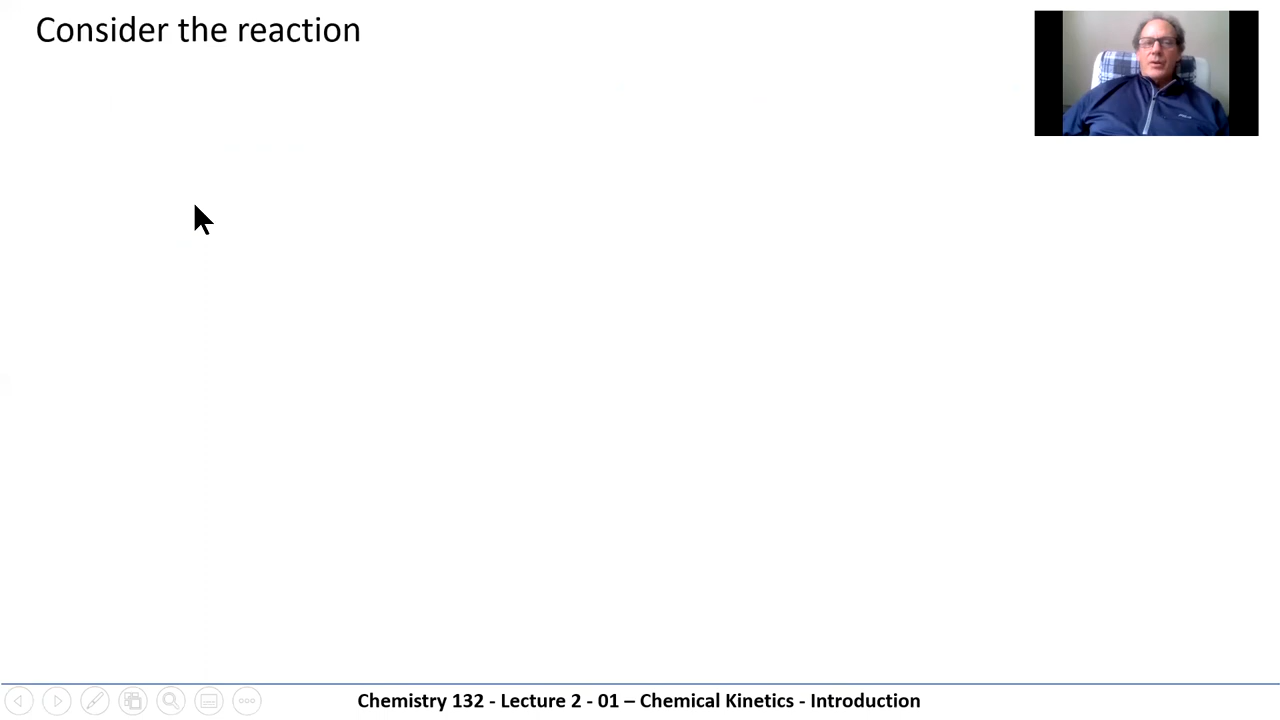 Consider the reaction
Chemistry 132 - Lecture 2 - 01 – Chemical Kinetics - Introduction